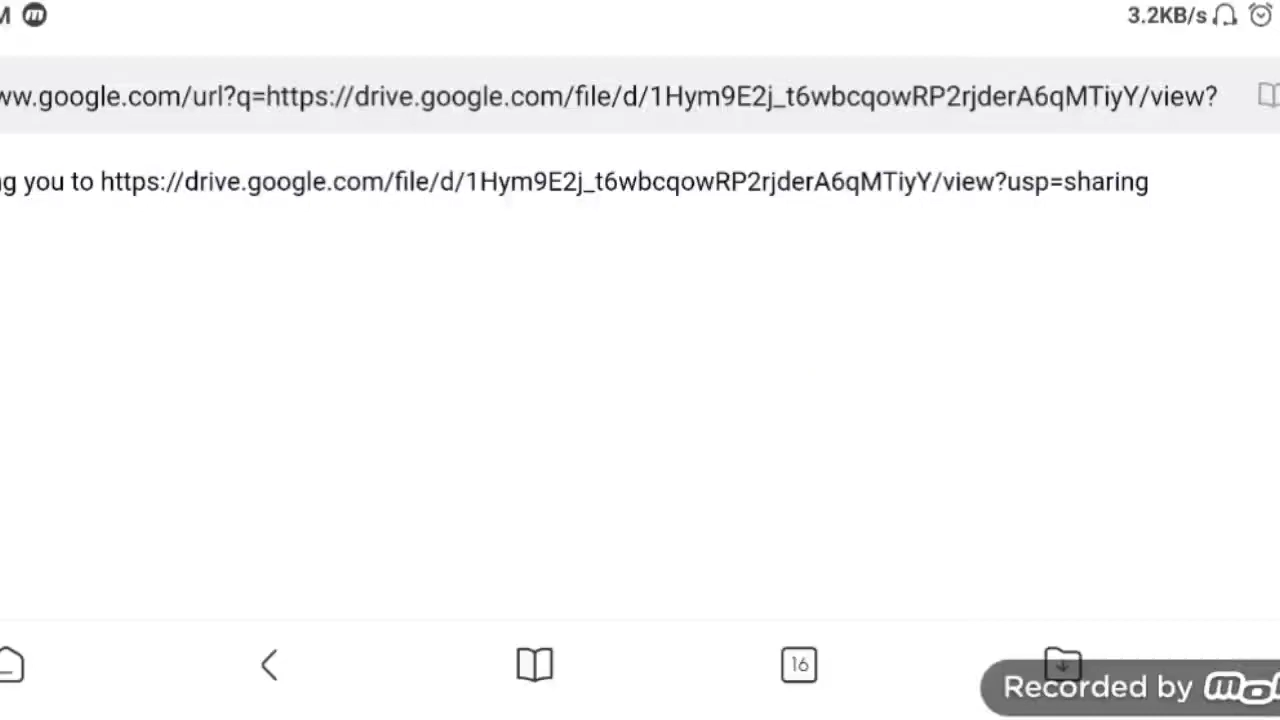 M
3.2KB/s
ww.google.com/url?q=https://drive.google.com/file/d/1Hym9E2j_t6wbcqowRP2rjderA6qMTiyY/view?
ng you to https://drive.google.com/file/d/1Hym9E2j_t6wbcqowRP2rjderA6qMTiyY/view?usp=sharing
16
Recorded by